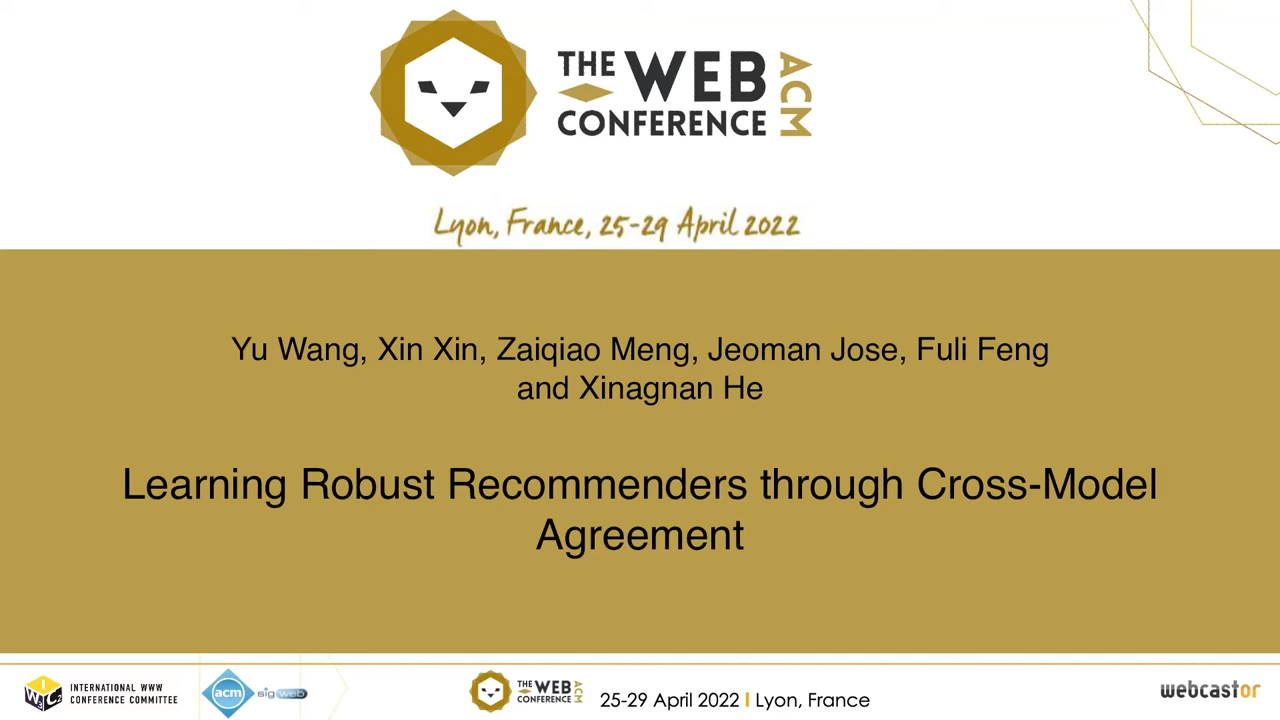 THE WEB
CONFERENCE
ACM
Lyon, France, 25-29 April 2022
Yu Wang, Xin Xin, Zaiqiao Meng, Jeoman Jose, Fuli Feng
and Xinagnan He
Learning Robust Recommenders through Cross-Model
Agreement
IW3C2
INTERNATIONAL WWW
CONFERENCE COMMITTEE
acm
sigweb
THE WEB
CONFERENCE
ACM
25-29 April 2022 I Lyon, France
webcastor